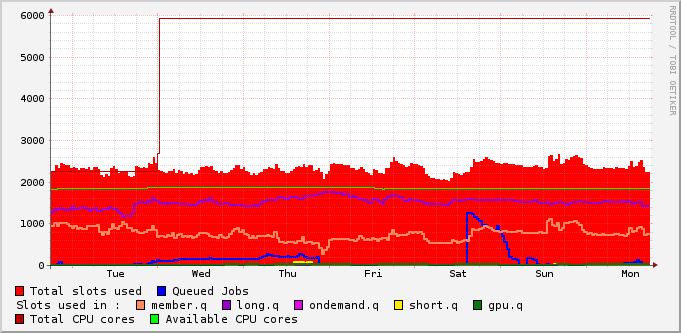 6000
5000
4000
3000
2000
1000
0
Tue Wed Thu Fri Sat Sun Mon
Total slots used Queued Jobs
Slots used in : member.q long.q ondemand.q short.q gpu.q
Total CPU cores Available CPU cores
RRDTOOL / TOBI OETIKER